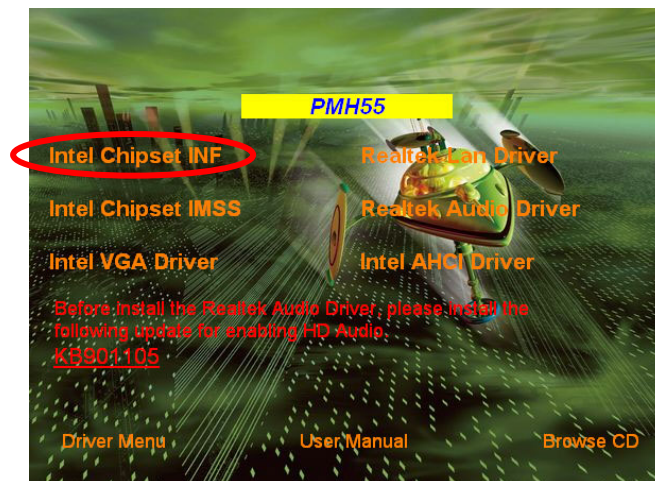 PMH55
Intel Chipset INF
Realtek Lan Driver
Intel Chipset IMSS
Realtek Audio Driver
Intel VGA Driver
Intel AHCI Driver
Before install the Realtek Audio Driver, please install the
following update for enabling HD Audio.
KB901105
Driver Menu
User Manual
Browse CD